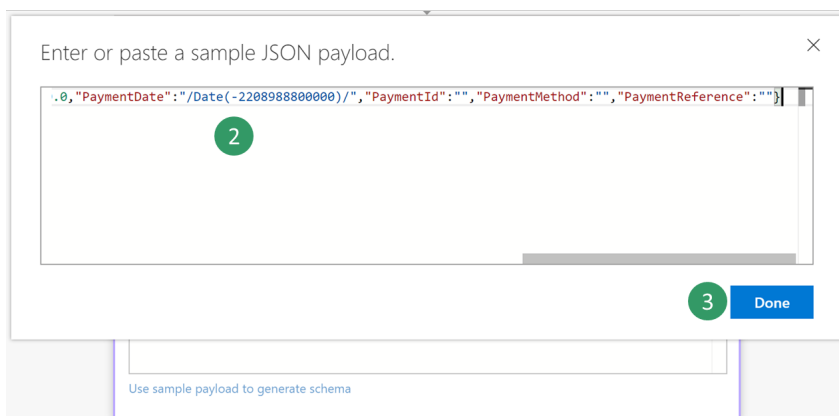 Enter or paste a sample JSON payload.
.0,"PaymentDate":"/Date(-2208988800000)/","PaymentId":"","PaymentMethod":"","PaymentReference":""}
2
3
Done
Use sample payload to generate schema